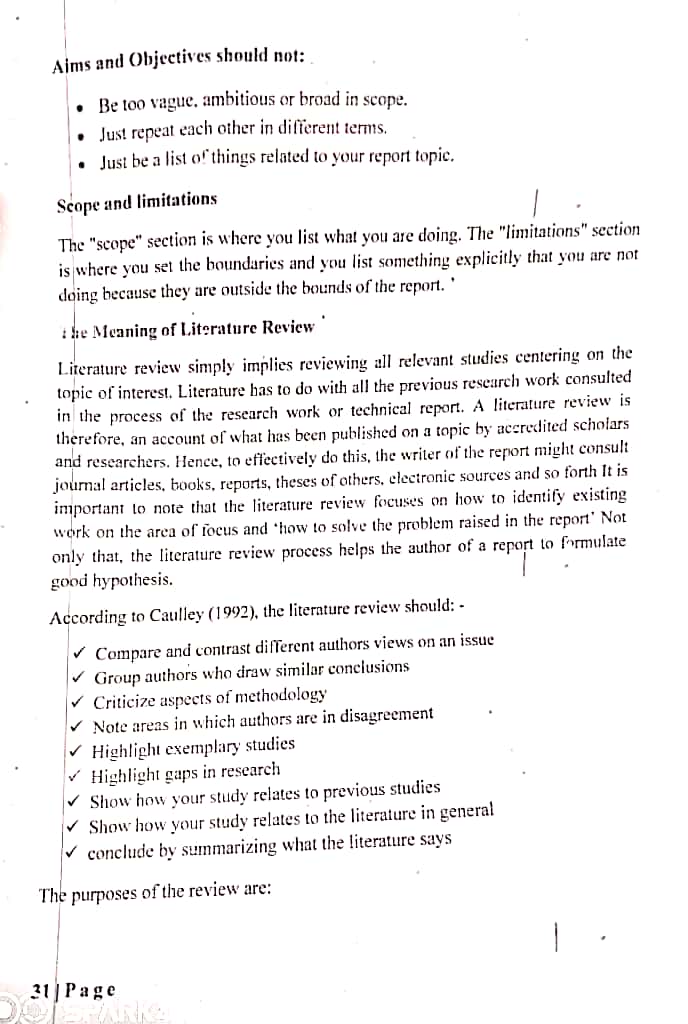 Aims and Objectives should not:
• Be too vague, ambitious or broad in scope.
• Just repeat each other in different terms.
• Just be a list of things related to your report topic.
Scope and limitations
The "scope" section is where you list what you are doing. The "limitations" section
is where you set the boundaries and you list something explicitly that you are not
doing because they are outside the bounds of the report.
The Meaning of Literature Review
Literature review simply implies reviewing all relevant studies centering on the
topic of interest. Literature has to do with all the previous research work consulted
in the process of the research work or technical report. A literature review is
therefore, an account of what has been published on a topic by accredited scholars
and researchers. Hence, to effectively do this, the writer of the report might consult
journal articles, books, reports, theses of others, electronic sources and so forth It is
important to note that the literature review focuses on how to identify existing
work on the area of focus and 'how to solve the problem raised in the report' Not
only that, the literature review process helps the author of a report to formulate
good hypothesis.
According to Caulley (1992), the literature review should: -
✓ Compare and contrast different authors views on an issue
✓ Group authors who draw similar conclusions
✓ Criticize aspects of methodology
✓ Note areas in which authors are in disagreement
✓ Highlight exemplary studies
✓ Highlight gaps in research
✓ Show how your study relates to previous studies
✓ Show how your study relates to the literature in general
✓ conclude by summarizing what the literature says
The purposes of the review are:
31 | Page